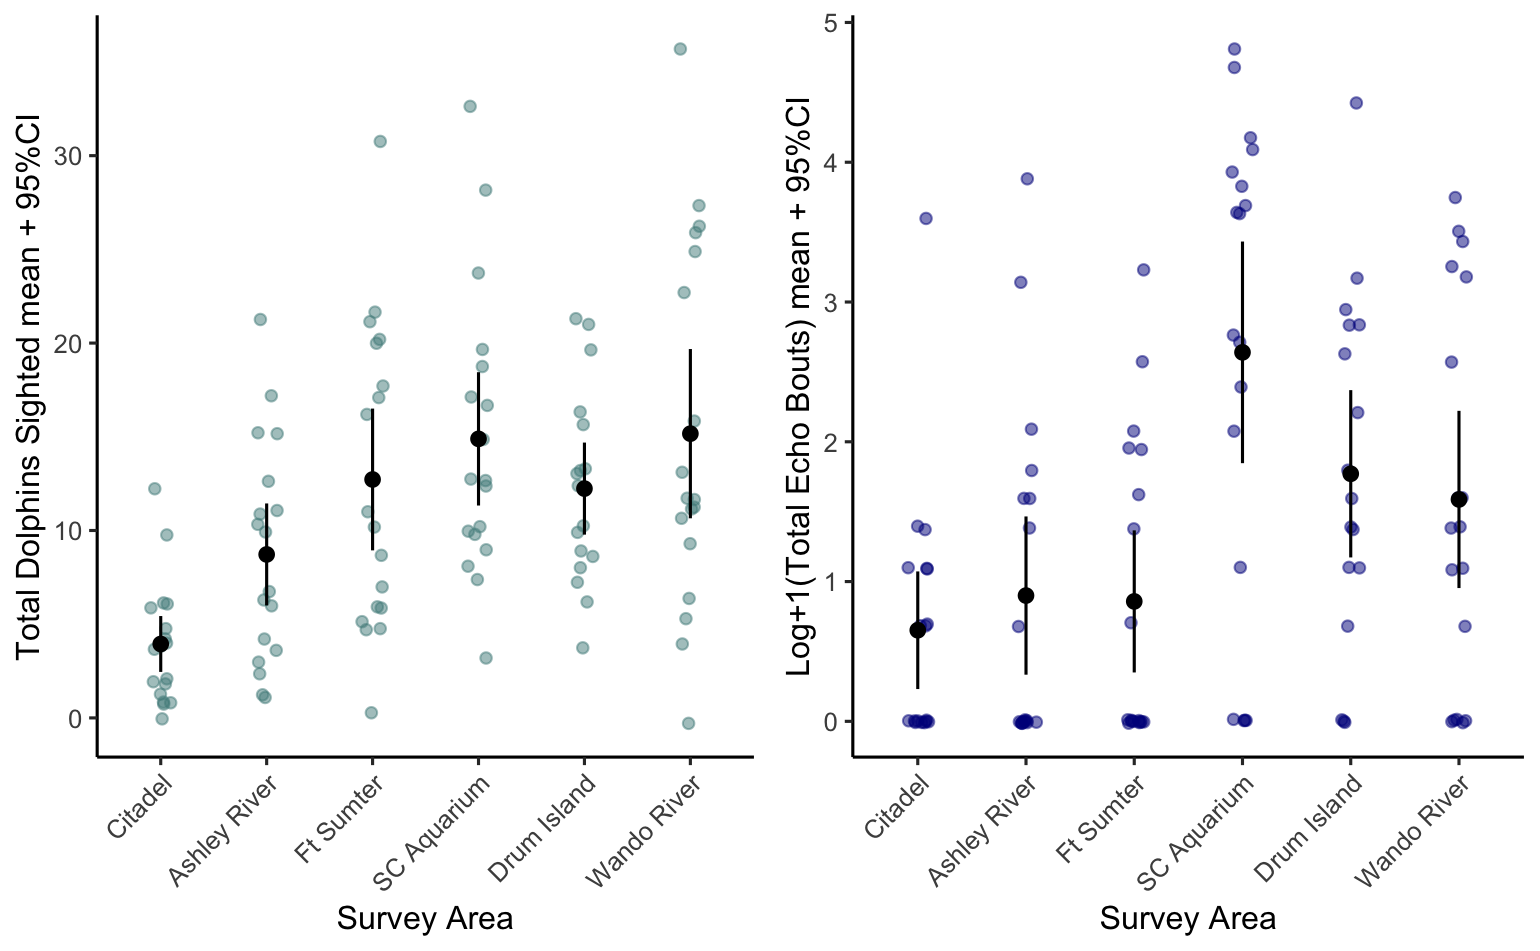 Total Dolphins Sighted mean + 95%CI
30
20
10
0
Citadel
Ashley River
Ft Sumter
SC Aquarium
Drum Island
Wando River
Survey Area
Log+1(Total Echo Bouts) mean + 95%CI
5
4
3
2
1
0
Citadel
Ashley River
Ft Sumter
SC Aquarium
Drum Island
Wando River
Survey Area